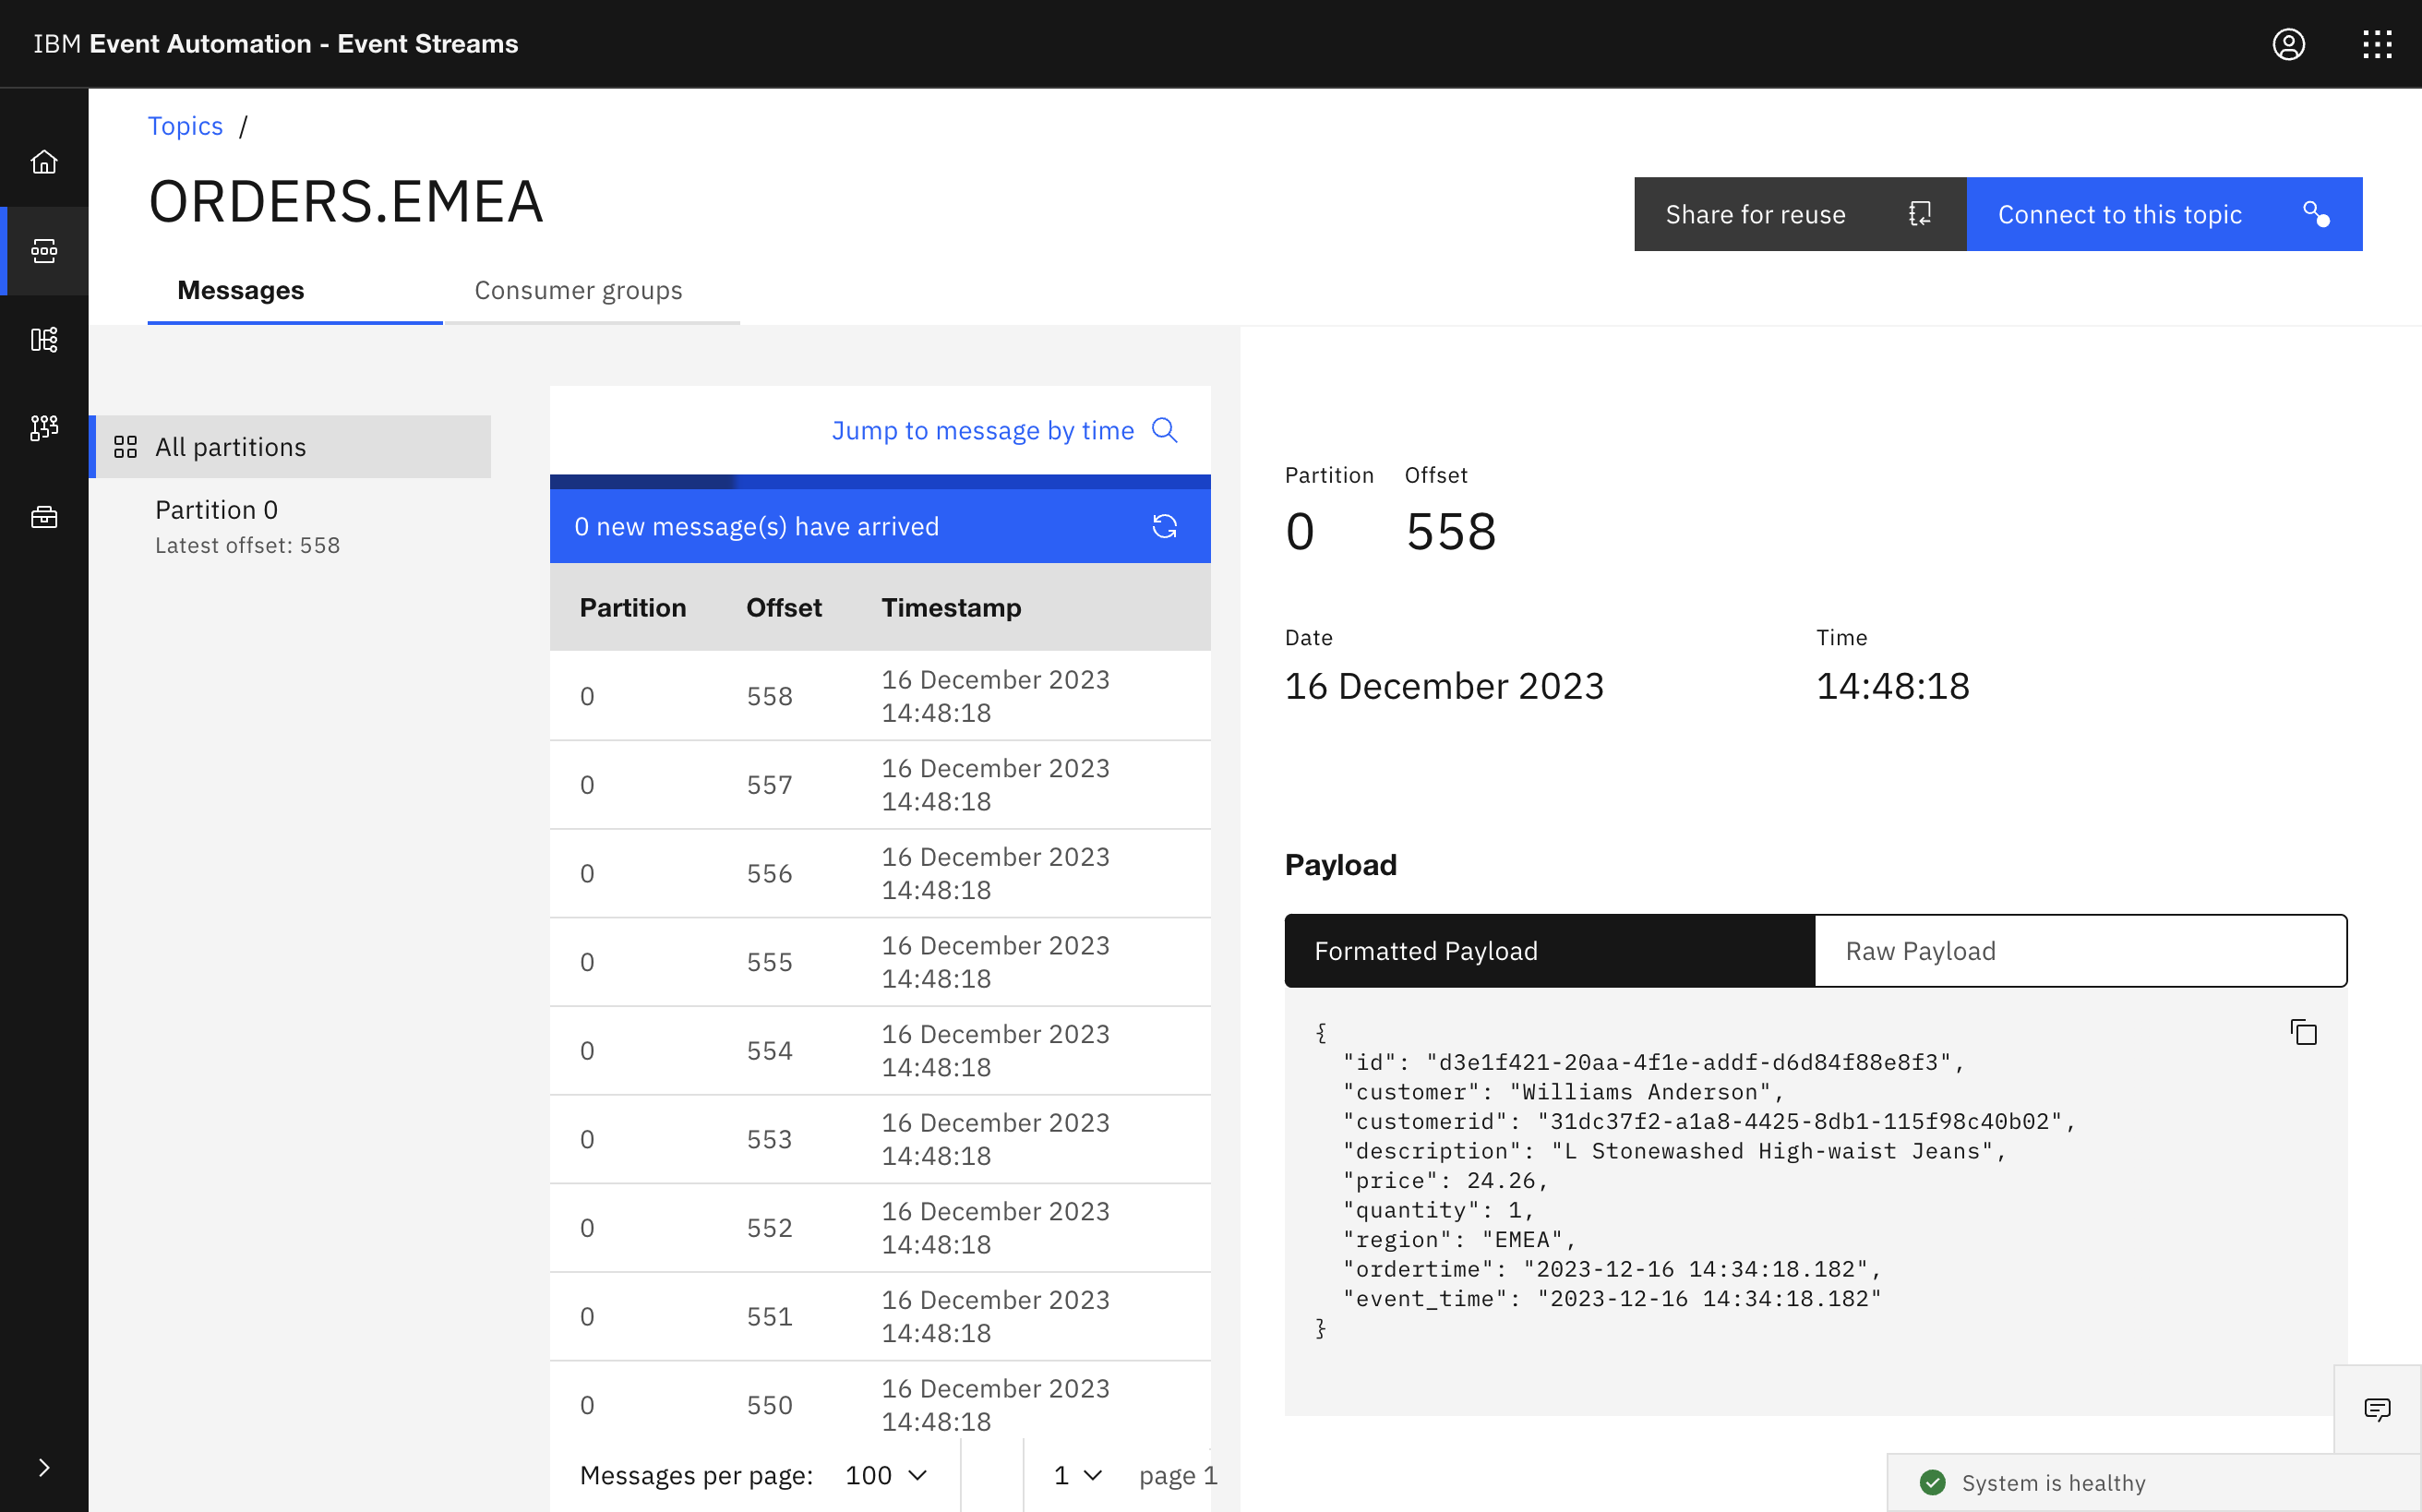 IBM Event Automation - Event Streams
Topics /
ORDERS.EMEA
Share for reuse
Connect to this topic
Messages
Consumer groups
All partitions
Partition 0
Latest offset: 558
Jump to message by time
0 new message(s) have arrived
Partition Offset Timestamp
0 558 16 December 2023
14:48:18
0 557 16 December 2023
14:48:18
0 556 16 December 2023
14:48:18
0 555 16 December 2023
14:48:18
0 554 16 December 2023
14:48:18
0 553 16 December 2023
14:48:18
0 552 16 December 2023
14:48:18
0 551 16 December 2023
14:48:18
0 550 16 December 2023
14:48:18
Messages per page: 100 1 page 1
Partition Offset
0 558
Date Time
16 December 2023 14:48:18
Payload
Formatted Payload Raw Payload
{
"id": "d3e1f421-20aa-4f1e-addf-d6d84f88e8f3",
"customer": "Williams Anderson",
"customerid": "31dc37f2-a1a8-4425-8db1-115f98c40b02",
"description": "L Stonewashed High-waist Jeans",
"price": 24.26,
"quantity": 1,
"region": "EMEA",
"ordertime": "2023-12-16 14:34:18.182",
"event_time": "2023-12-16 14:34:18.182"
}
System is healthy